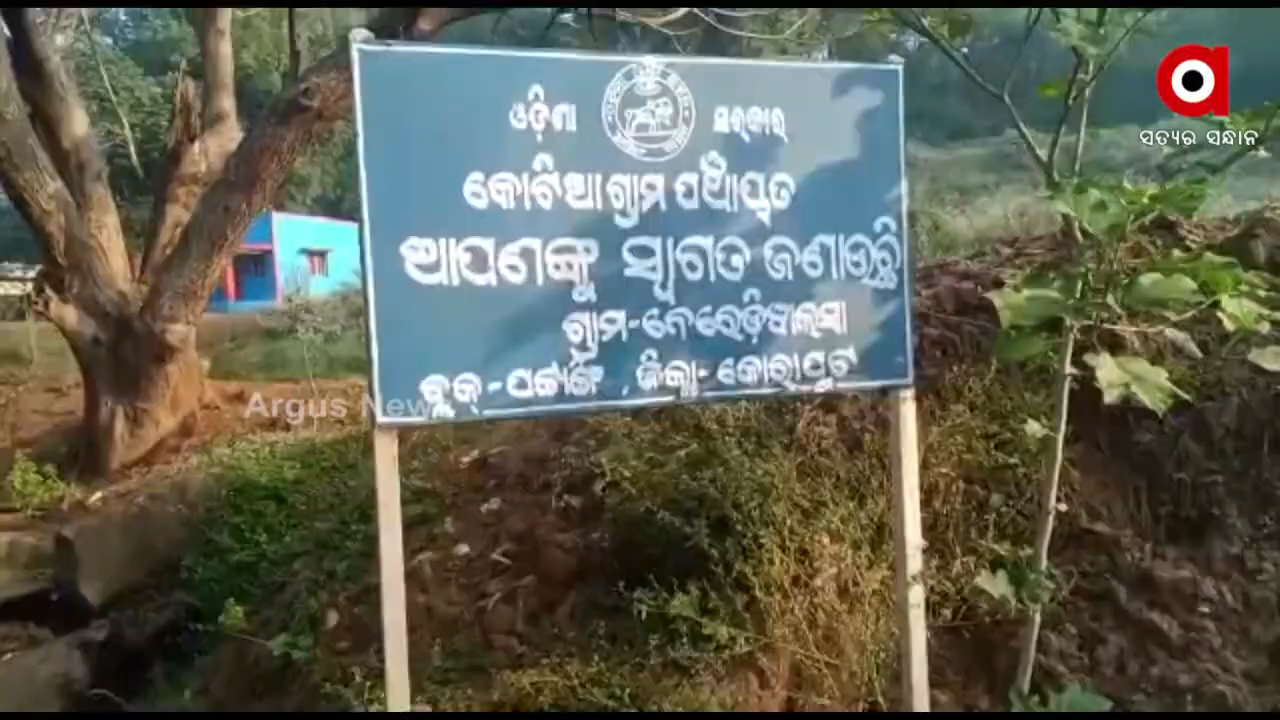 ଓଡ଼ିଶା ସରକାର
କୋଟିଆ ଗ୍ରାମ ପଞ୍ଚାୟତ
ଆପଣଙ୍କୁ ସ୍ୱାଗତ ଜଣାଉଛି
ଗ୍ରାମ-ନେରେଡ଼ିୱାଲସା
ବ୍ଲକ୍-ପଟ୍ଟାଙ୍ଗି, ଜିଲ୍ଲା-କୋରାପୁଟ
a
ସତ୍ୟର ସନ୍ଧାନ
Argus News